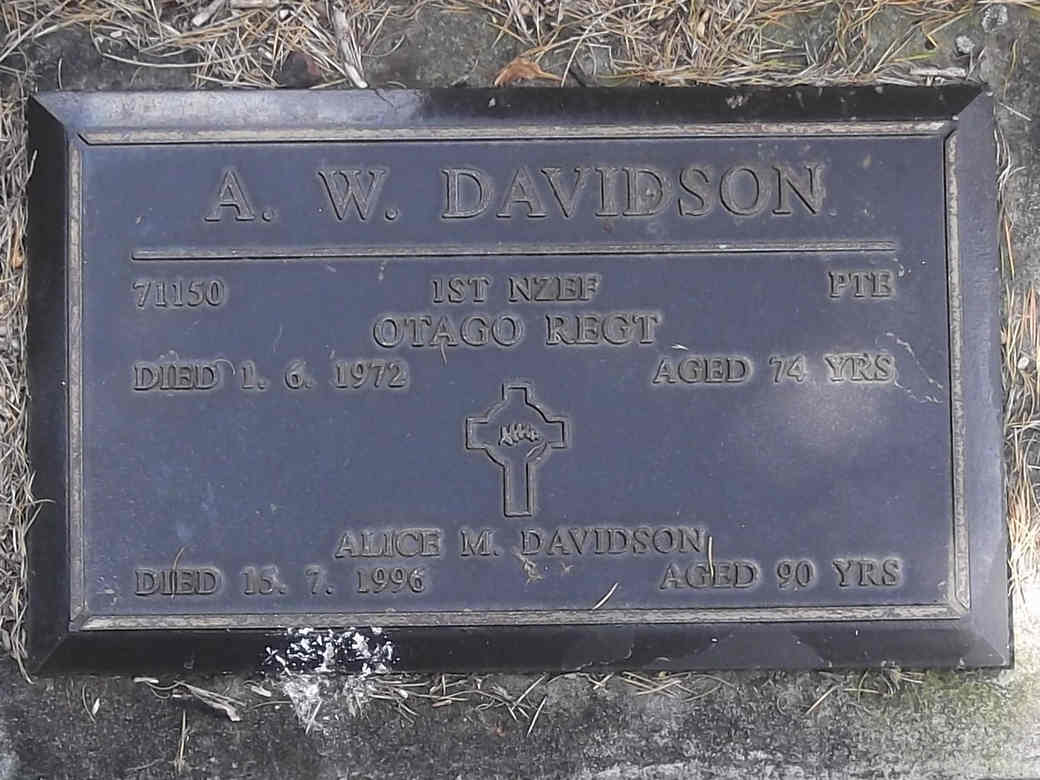 A. W. DAVIDSON
71150 1ST NZEF PTE
OTAGO REGT
DIED 1. 6. 1972 AGED 74 YRS
ALICE M. DAVIDSON
DIED 15. 7. 1996 AGED 90 YRS